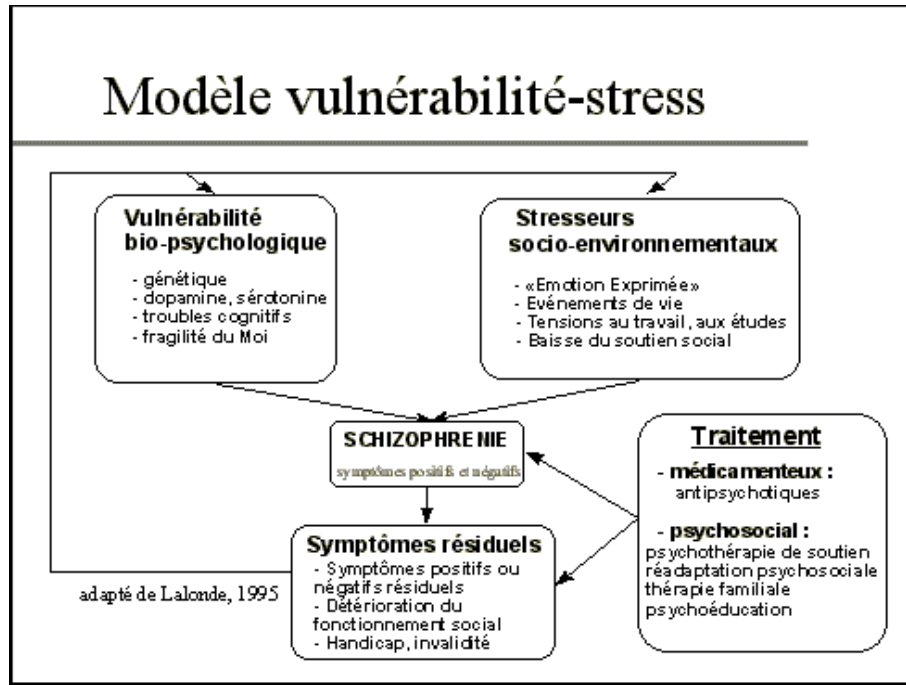 Modèle vulnérabilité-stress
Vulnérabilité
bio-psychologique
- génétique
- dopamine, sérotonine
- troubles cognitifs
- fragilité du Moi
Stresseurs
socio-environnementaux
- «Emotion Exprimée»
- Evénements de vie
- Tensions au travail, aux études
- Baisse du soutien social
SCHIZOPHRENIE
symptômes positifs et négatifs
Traitement
- médicamenteux :
antipsychotiques
- psychosocial :
psychothérapie de soutien
réadaptation psychosociale
thérapie familiale
psychoéducation
Symptômes résiduels
- Symptômes positifs ou
négatifs résiduels
- Détérioration du
fonctionnement social
- Handicap, invalidité
adapté de Lalonde, 1995